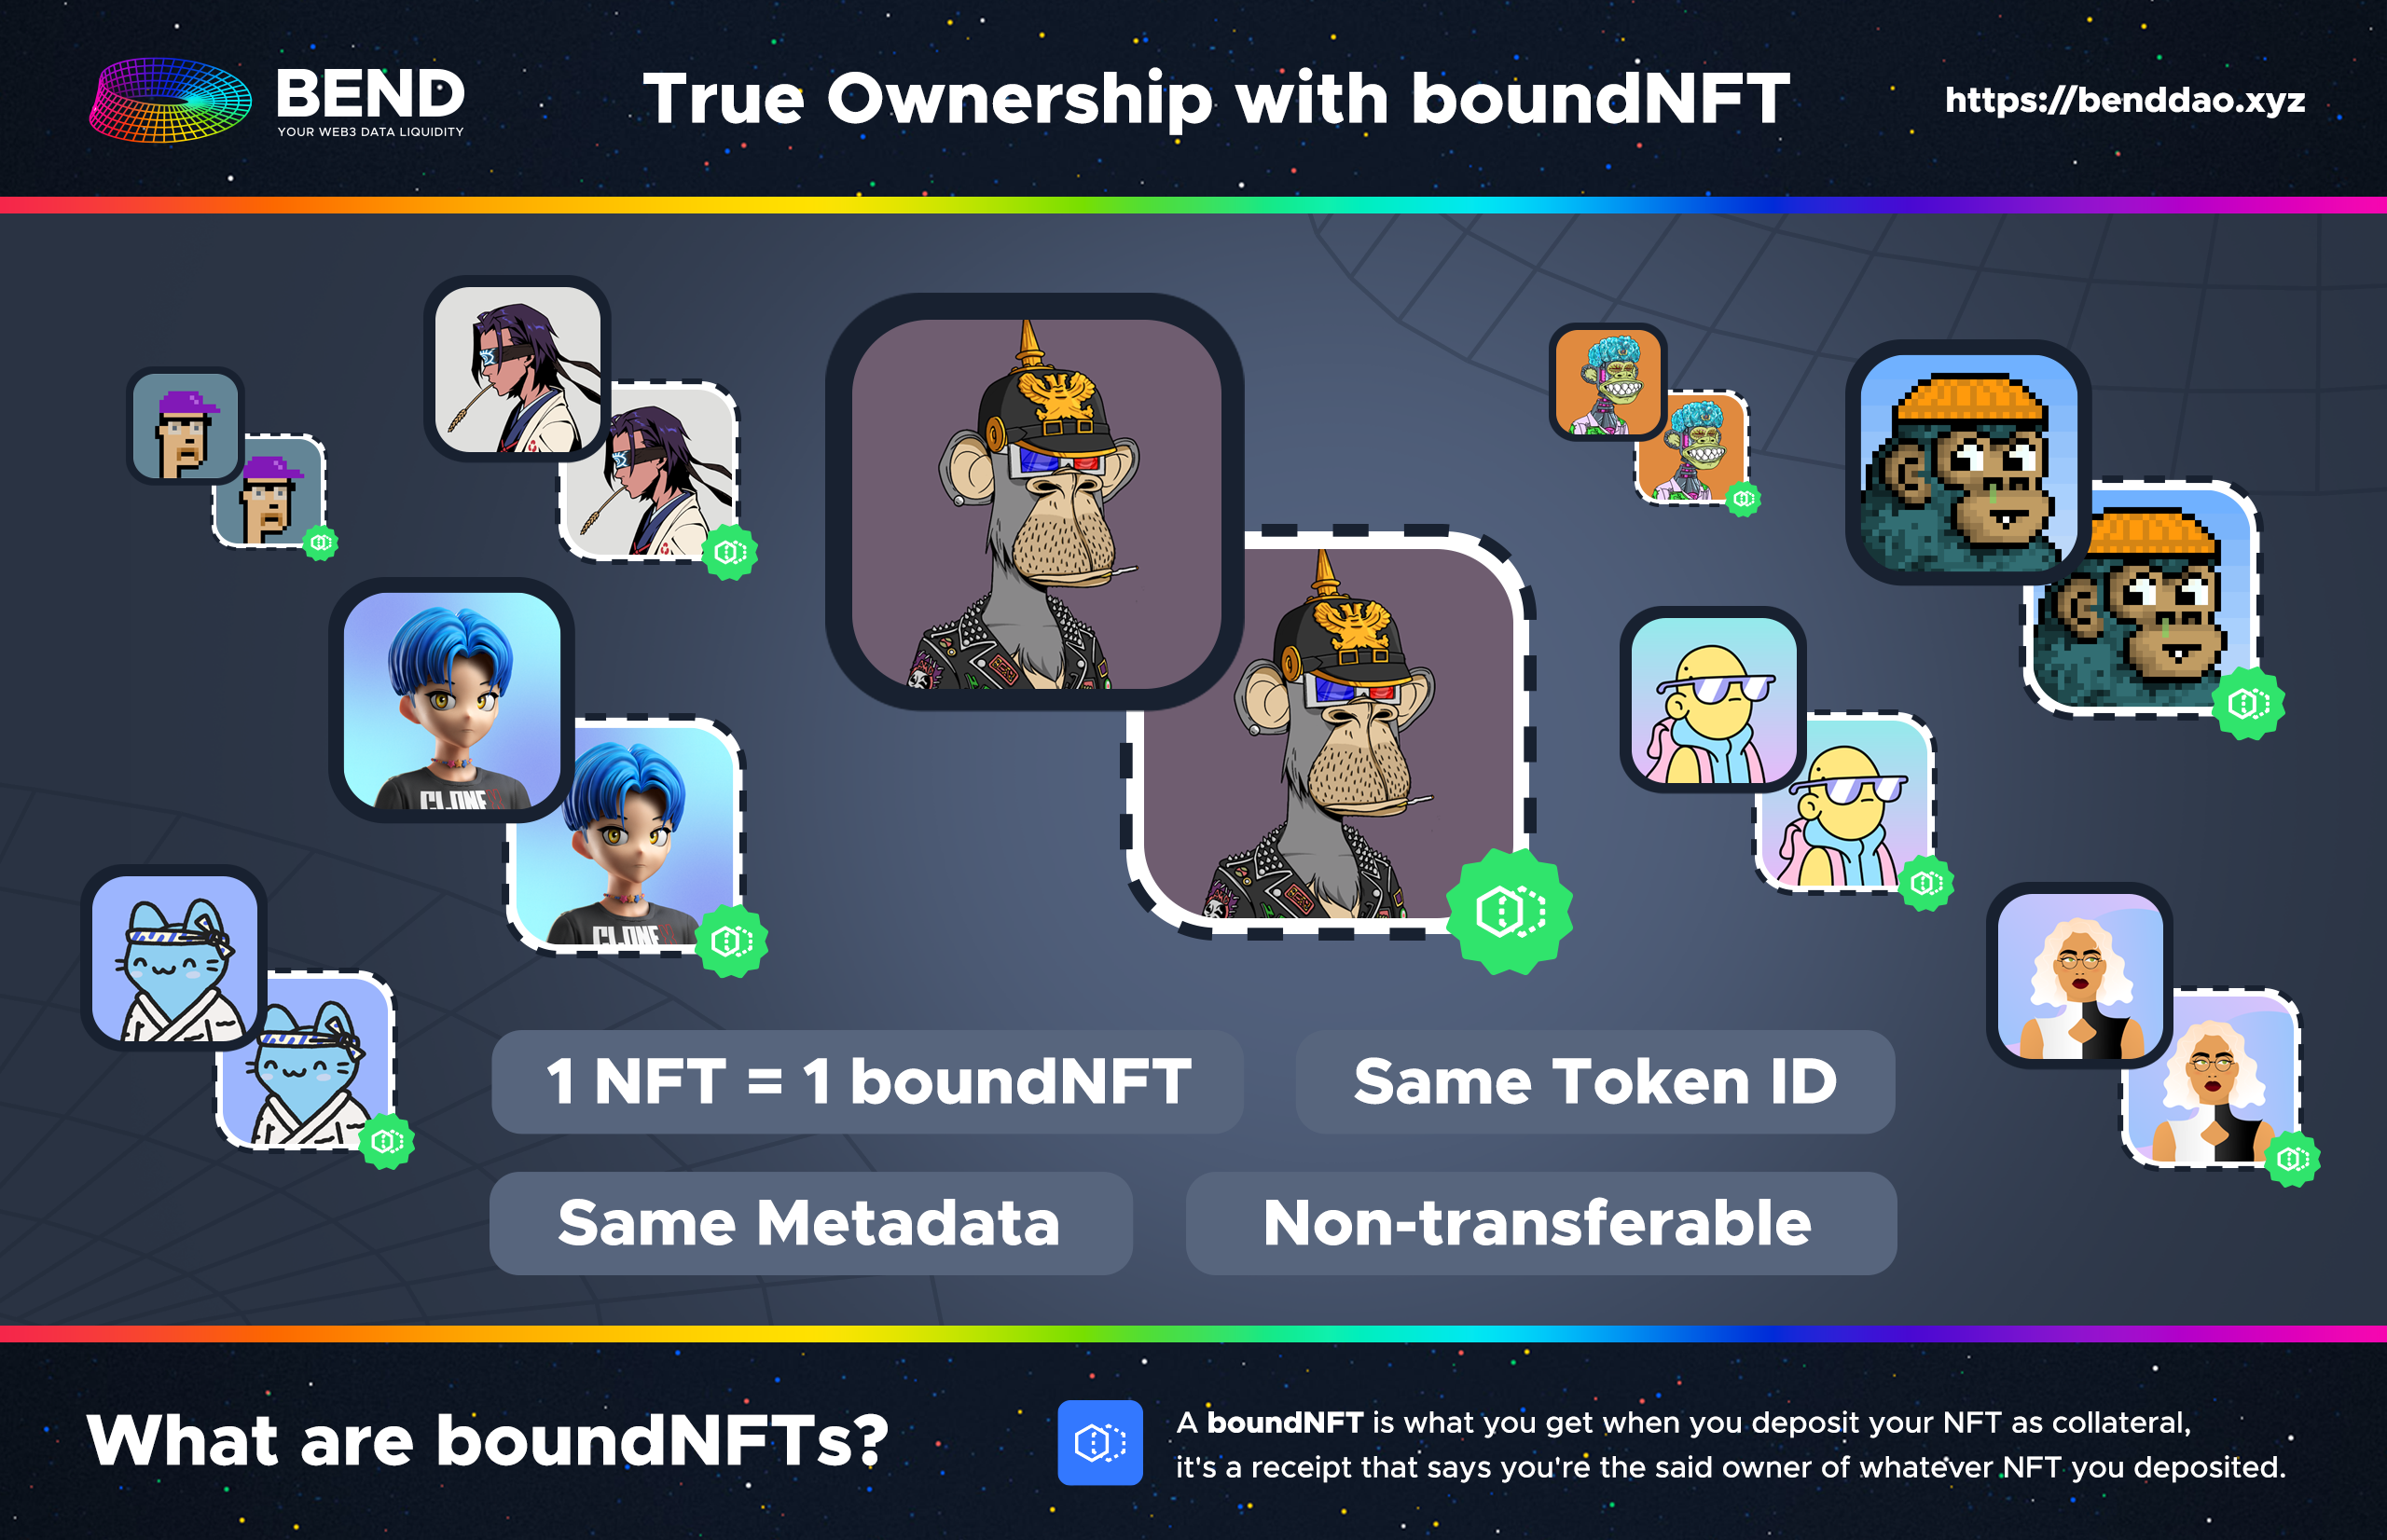 BEND
YOUR WEB3 DATA LIQUIDITY
True Ownership with boundNFT
https://benddao.xyz
CLONE
CLONE
1 NFT = 1 boundNFT
Same Token ID
Same Metadata
Non-transferable
What are boundNFTs?
A boundNFT is what you get when you deposit your NFT as collateral,
it's a receipt that says you're the said owner of whatever NFT you deposited.